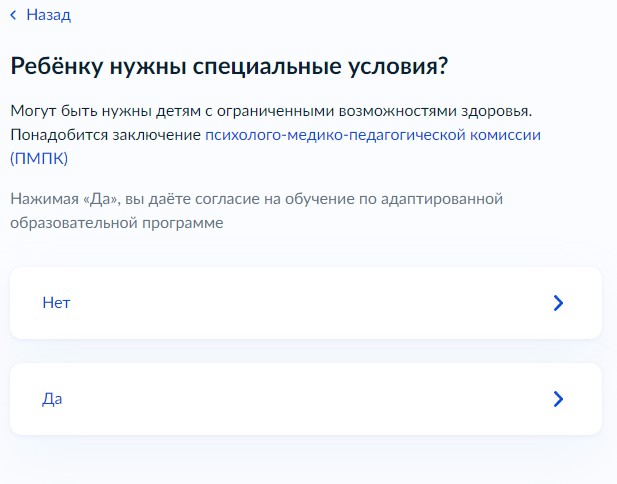 Назад
Ребёнку нужны специальные условия?
Могут быть нужны детям с ограниченными возможностями здоровья.
Понадобится заключение психолого-медико-педагогической комиссии
(ПМПК)
Нажимая «Да», вы даёте согласие на обучение по адаптированной
образовательной программе
Нет
Да